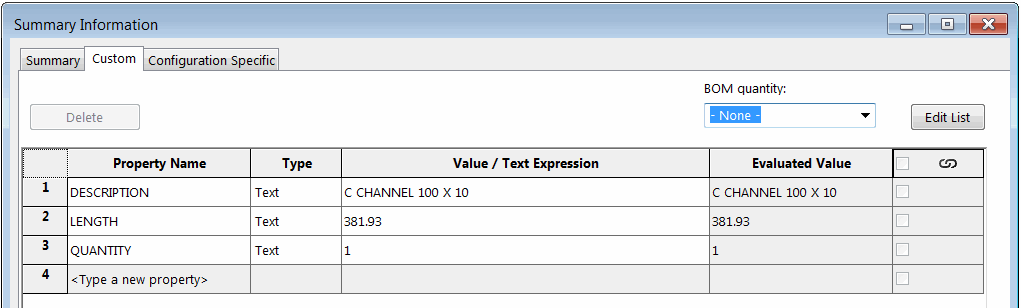 Summary Information
Summary Custom Configuration Specific
BOM quantity:
Delete - None - Edit List
Property Name Type Value / Text Expression Evaluated Value
1 DESCRIPTION Text C CHANNEL 100 X 10 C CHANNEL 100 X 10
2 LENGTH Text 381.93 381.93
3 QUANTITY Text 1 1
4 <Type a new property>